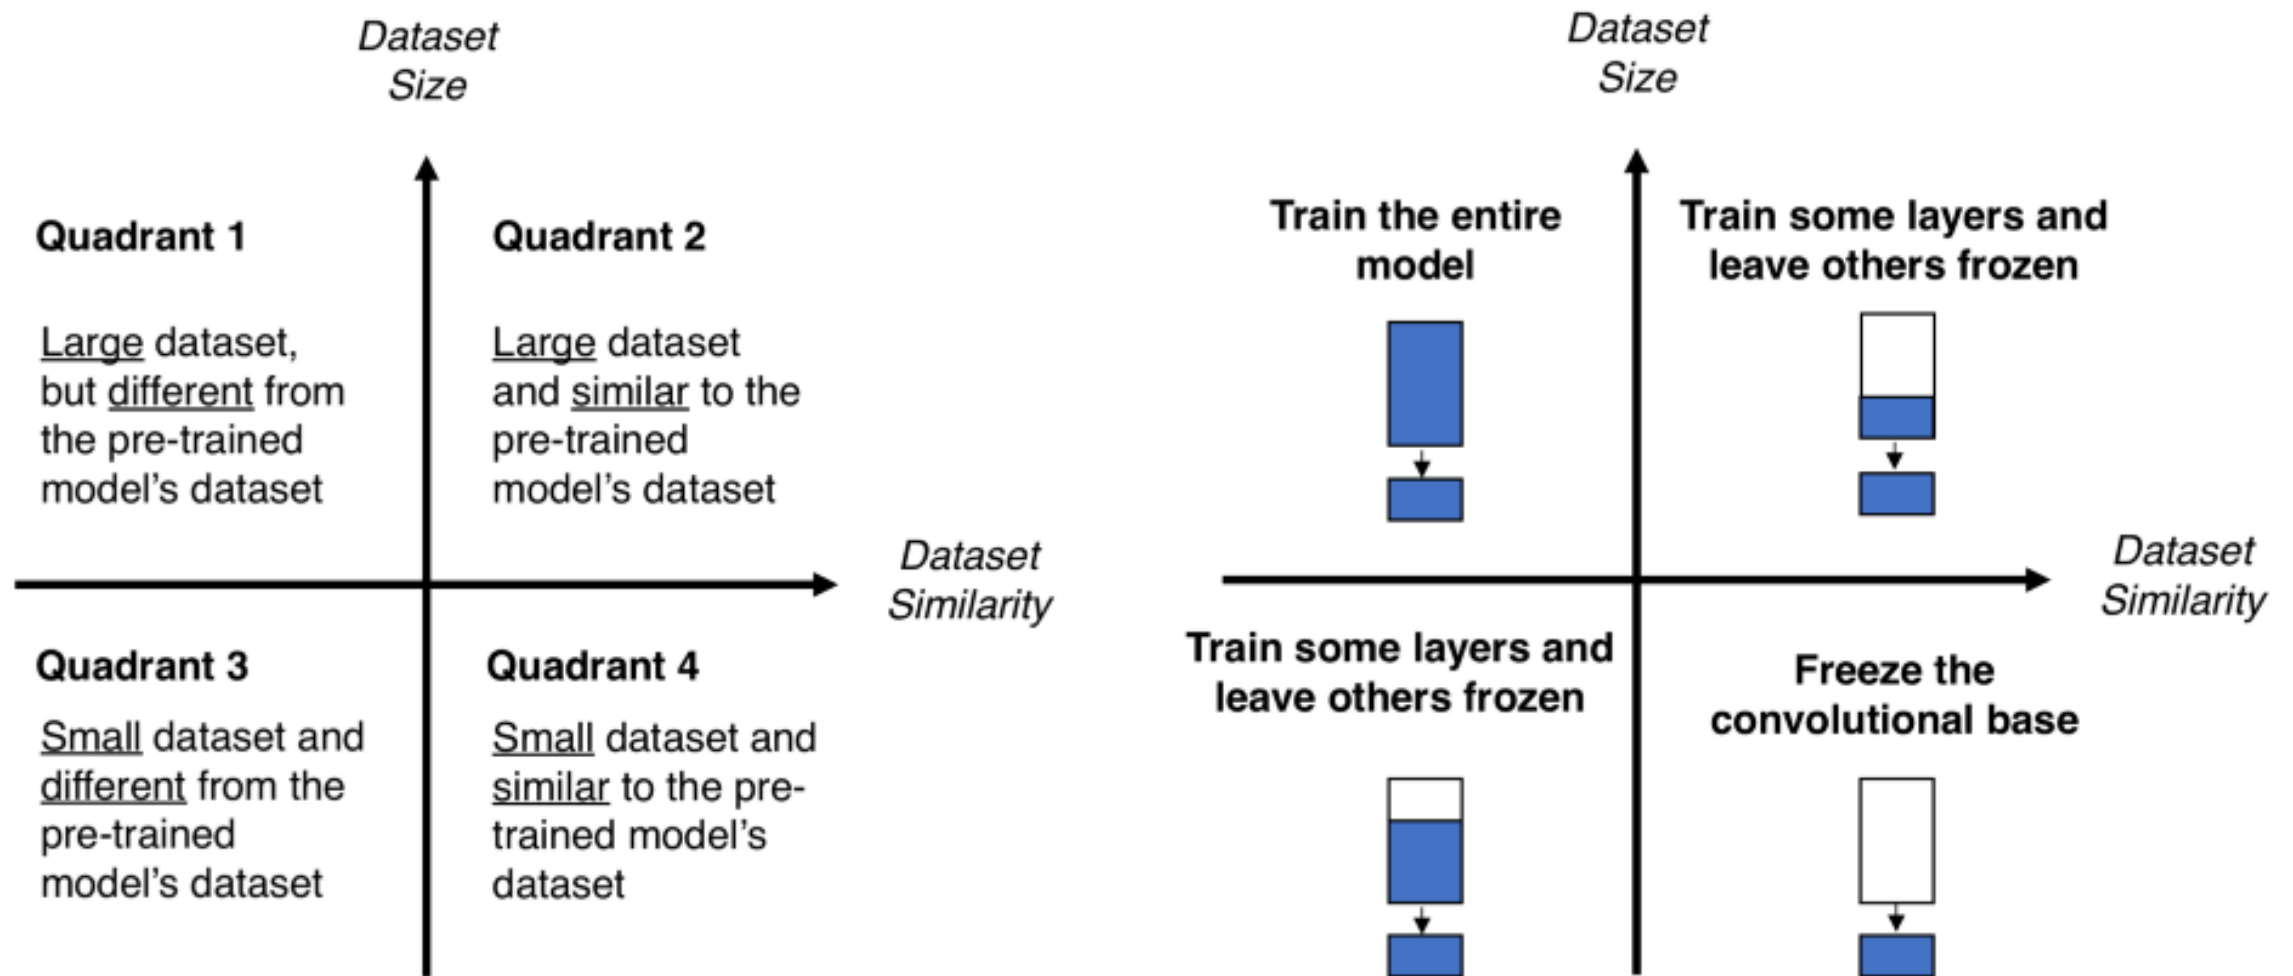 Dataset
Size
Quadrant 1
Large dataset,
but different from
the pre-trained
model's dataset
Quadrant 2
Large dataset
and similar to the
pre-trained
model's dataset
Dataset
Similarity
Quadrant 3
Small dataset and
different from the
pre-trained
model's dataset
Quadrant 4
Small dataset and
similar to the pre-
trained model's
dataset
Dataset
Size
Train the entire
model
Train some layers and
leave others frozen
Dataset
Similarity
Train some layers and
leave others frozen
Freeze the
convolutional base